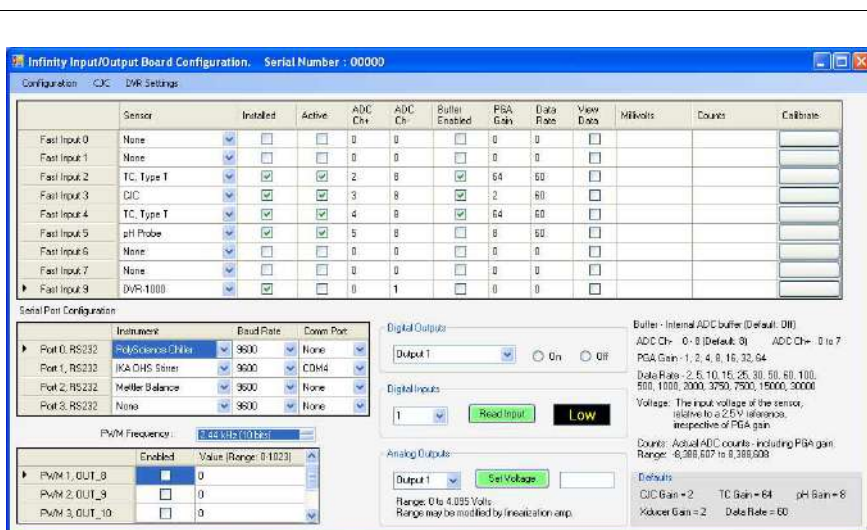 Infinity Input/Output Board Configuration. Serial Number : 00000
Configuration CJC DVR Settings
Sensor Installed Active ADC Ch+ ADC Ch- Buffer Enabled PGA Gain Data Rate View Data Millivolts Counts Calibrate
Fast Input 0 None 0 0 0 0
Fast Input 1 None 0 0 0 0
Fast Input 2 TC, Type T 2 8 64 60
Fast Input 3 CJC 3 8 2 60
Fast Input 4 TC, Type T 4 8 64 60
Fast Input 5 pH Probe 5 8 8 60
Fast Input 6 None 0 0 0 0
Fast Input 7 None 0 0 0 0
Fast Input 9 DVR-1000 0 1 0 0
Serial Port Configuration
Instrument Baud Rate Comm Port
Port 0, RS232 PolyScience Chiller 9600 None
Port 1, RS232 IKA OHS Stirrer 9600 COM4
Port 2, RS232 Mettler Balance 9600 None
Port 3, RS232 None 9600 None
PWM Frequency: 2.44 kHz (10 bits)
Enabled Value (Range: 0-1023)
PWM 1, OUT_8 0
PWM 2, OUT_9 0
PWM 3, OUT_10 0
Digital Outputs
Output 1 On Off
Digital Inputs
1 Read Input Low
Analog Outputs
Output 1 Set Voltage
Range: 0 to 4.095 Volts
Range may be modified by linearization amp.
Buffer - Internal ADC buffer (Default: Off)
ADC Ch- 0 - 8 (Default: 8) ADC Ch+ 0 to 7
PGA Gain - 1, 2, 4, 8, 16, 32, 64
Data Rate - 2, 5, 10, 15, 25, 30, 50, 60, 100,
500, 1000, 2000, 3750, 7500, 15000, 30000
Voltage: The input voltage of the sensor,
relative to a 2.5 V reference,
irrespective of PGA gain
Counts: Actual ADC counts - including PGA gain
Range: -8,388,607 to 8,388,608
Defaults
CJC Gain = 2 TC Gain = 64 pH Gain = 8
Xducer Gain = 2 Data Rate = 60